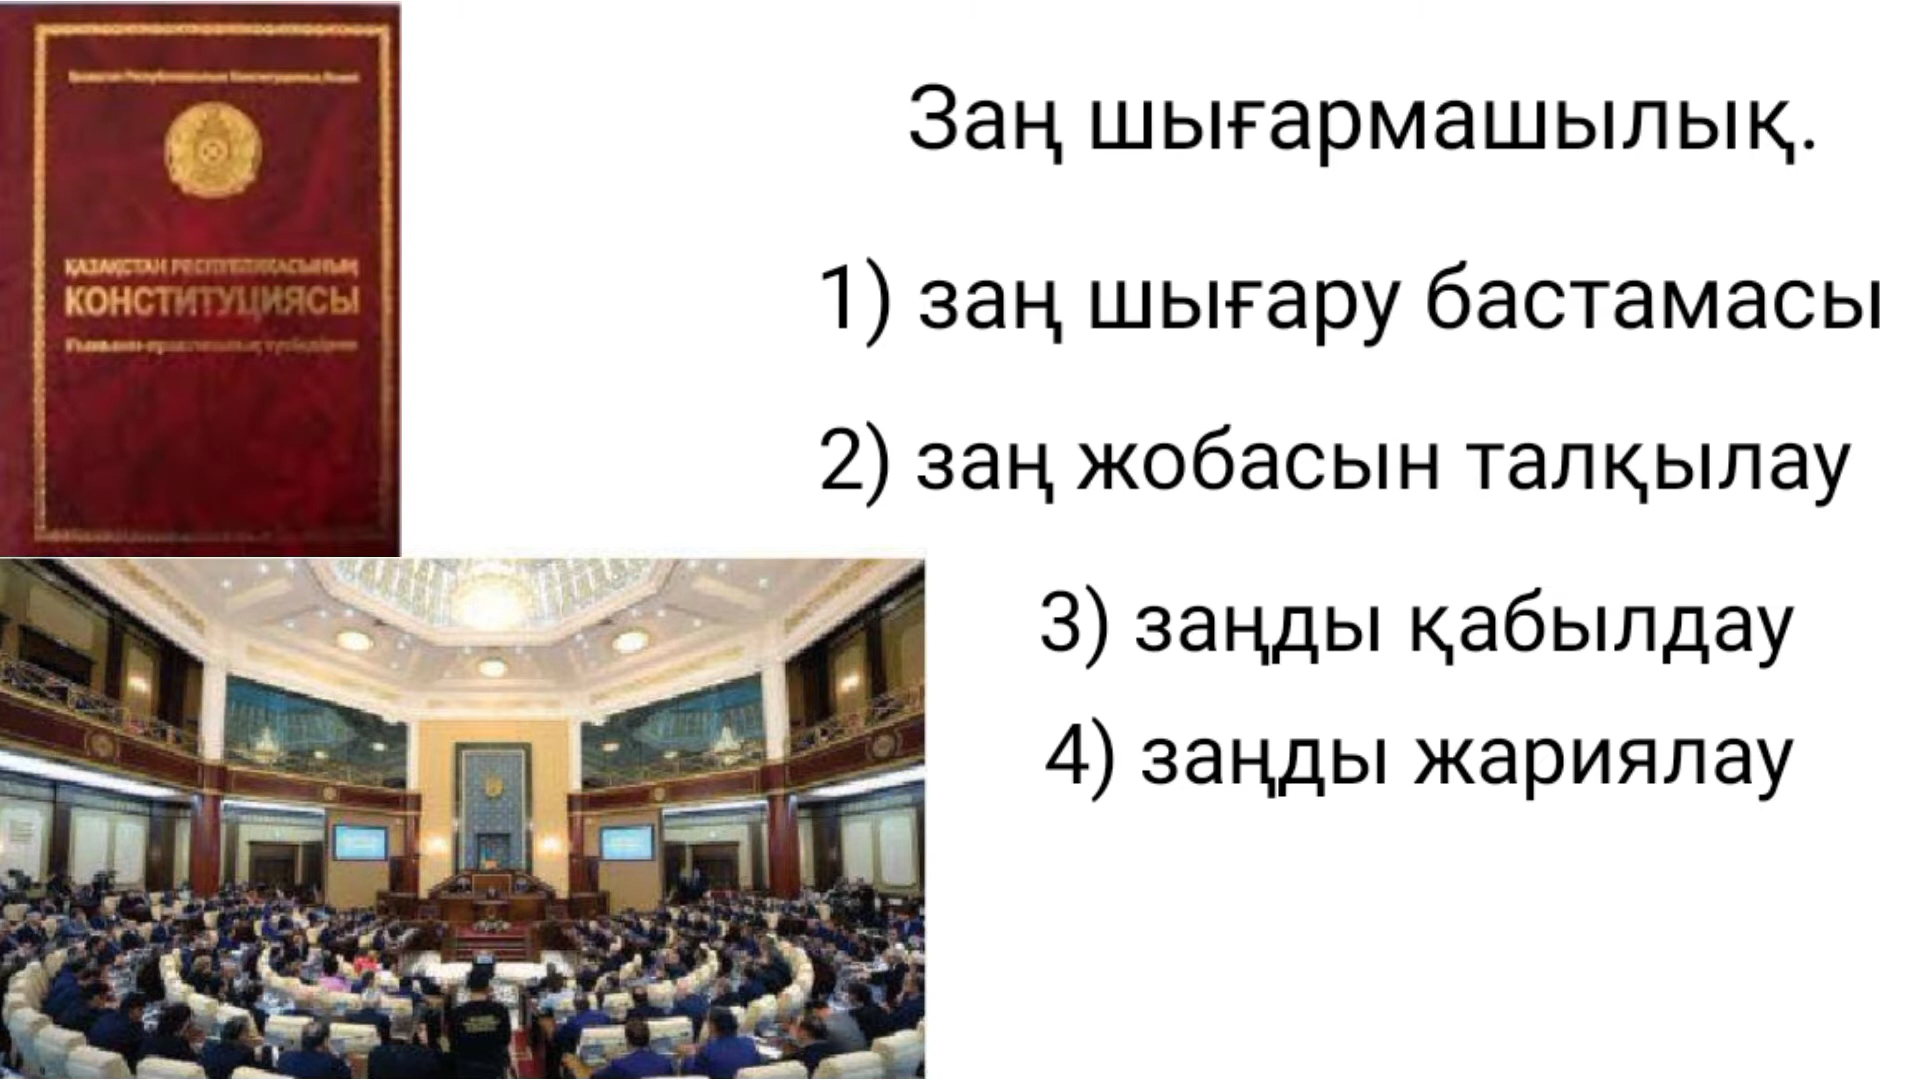 ҚАЗАҚСТАН РЕСПУБЛИКАСЫНЫҢ
КОНСТИТУЦИЯСЫ
Заң шығармашылық.
1) заң шығару бастамасы
2) заң жобасын талқылау
3) заңды қабылдау
4) заңды жариялау